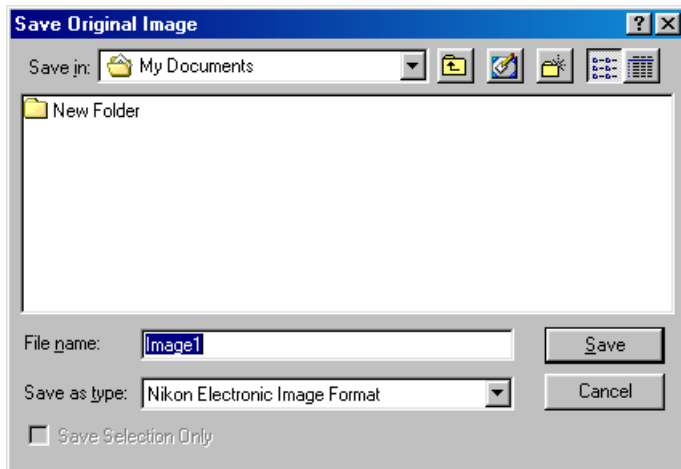 Save Original Image
Save in: My Documents
New Folder
File name: Image1 Save
Save as type: Nikon Electronic Image Format Cancel
Save Selection Only